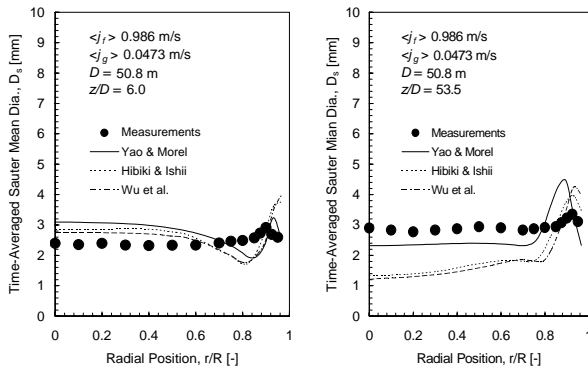 Time-Averaged Sauter Mean Dia., Ds [mm]
10
9
8
7
6
5
4
3
2
1
0
<jf> 0.986 m/s
<jg> 0.0473 m/s
D = 50.8 m
z/D = 6.0
Measurements
Yao & Morel
Hibiki & Ishii
Wu et al.
0 0.2 0.4 0.6 0.8 1
Radial Position, r/R [-]
Time-Averaged Sauter Mean Dia., Ds [mm]
10
9
8
7
6
5
4
3
2
1
0
<jf> 0.986 m/s
<jg> 0.0473 m/s
D = 50.8 m
z/D = 53.5
Measurements
Yao & Morel
Hibiki & Ishii
Wu et al.
0 0.2 0.4 0.6 0.8 1
Radial Position, r/R [-]